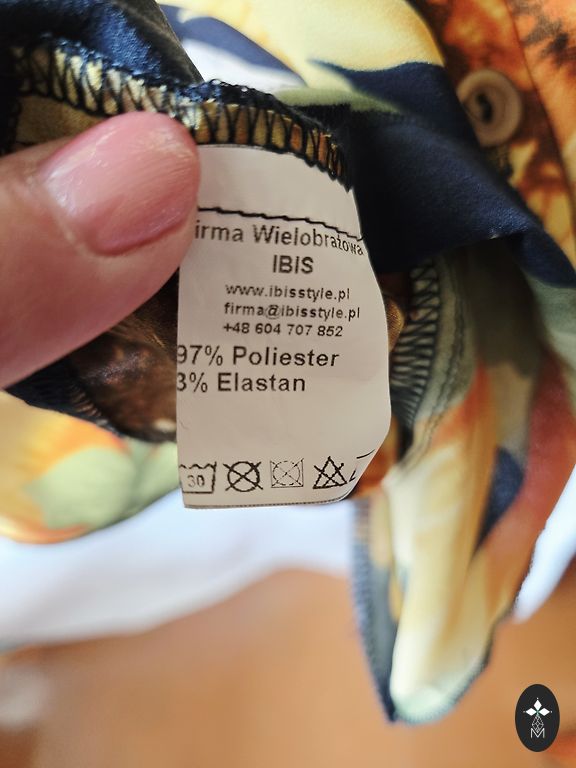 irma Wielobrażowa
IBIS
www.ibisstyle.pl
firma@ibisstyle.pl
+48 604 707 852
97% Poliester
3% Elastan
30
M